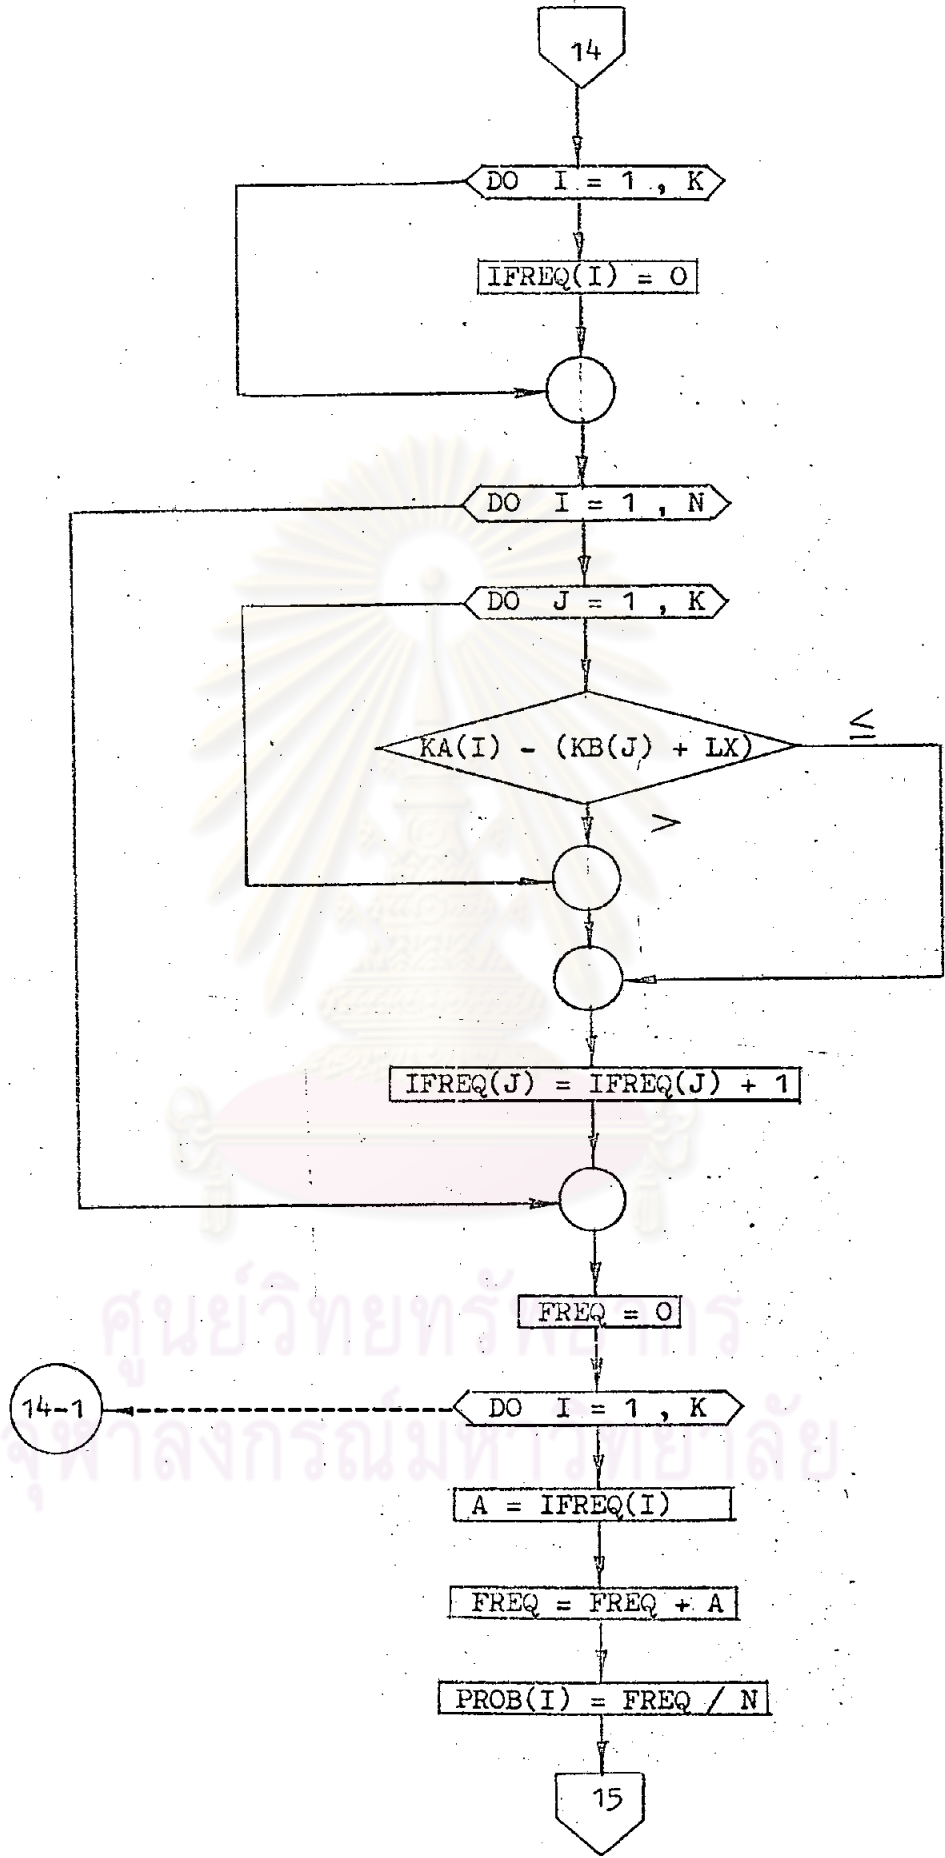 14
DO I = 1 , K
IFREQ(I) = 0
DO I = 1 , N
DO J = 1 , K
KA(I) - (KB(J) + LX)
≤
>
IFREQ(J) = IFREQ(J) + 1
FREQ = 0
ศูนย์วิทยทรัพยากร
14-1
DO I = 1 , K
จุฬาลงกรณ์มหาวิทยาลัย
A = IFREQ(I)
FREQ = FREQ + A
PROB(I) = FREQ / N
15